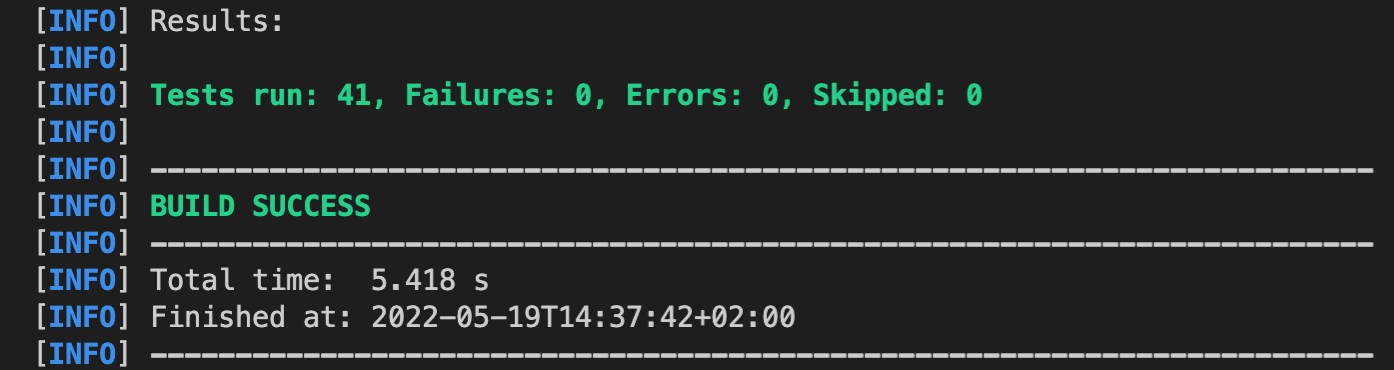 [INFO] Results:
[INFO]
[INFO] Tests run: 41, Failures: 0, Errors: 0, Skipped: 0
[INFO]
[INFO] ------------------------------------------------------------------------
[INFO] BUILD SUCCESS
[INFO] ------------------------------------------------------------------------
[INFO] Total time:  5.418 s
[INFO] Finished at: 2022-05-19T14:37:42+02:00
[INFO] ------------------------------------------------------------------------